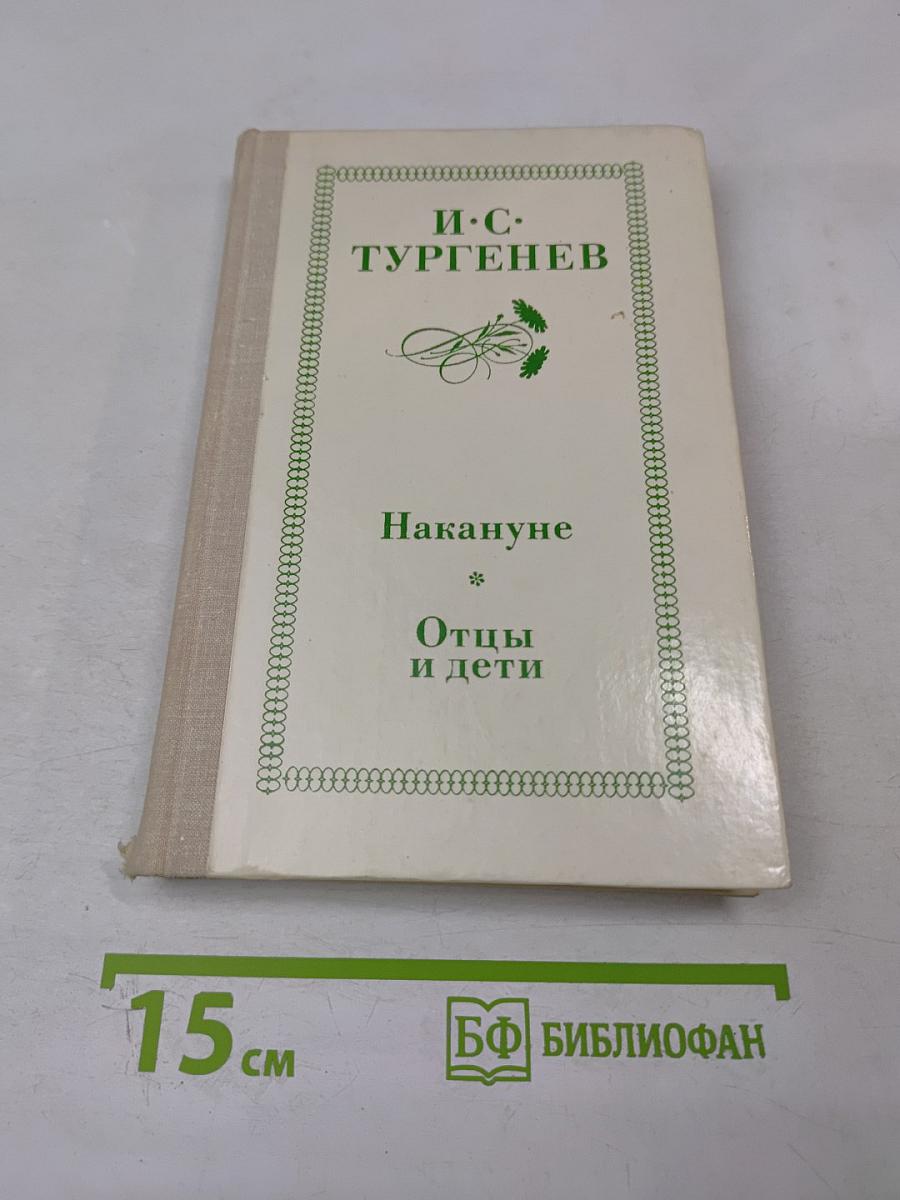 И·С·
ТУРГЕНЕВ
Накануне
*
Отцы
и дети
15 см
БФ БИБЛИОФАН